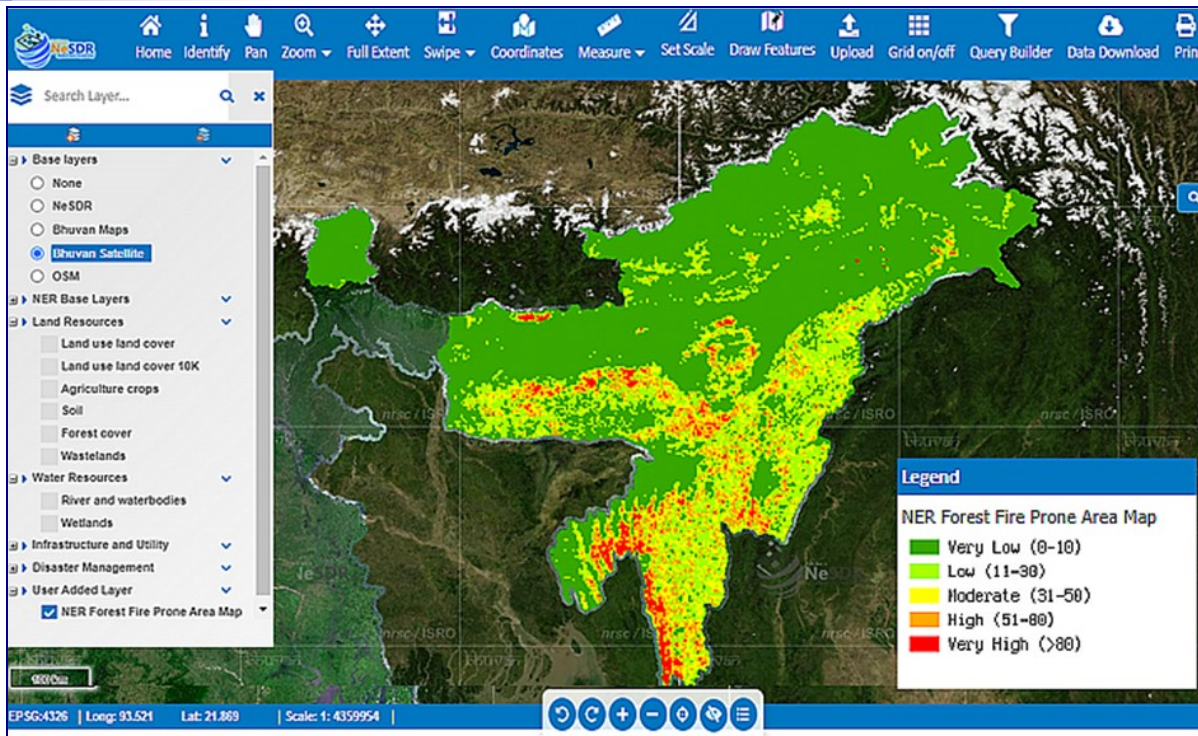 NeSDR
Home Identify Pan Zoom Full Extent Swipe Coordinates Measure Set Scale Draw Features Upload Grid on/off Query Builder Data Download Prin
Search Layer...
Base layers
None
NeSDR
Bhuvan Maps
Bhuvan Satellite
OSM
NER Base Layers
Land Resources
Land use land cover
Land use land cover 10K
Agriculture crops
Soil
Forest cover
Wastelands
Water Resources
River and waterbodies
Wetlands
Infrastructure and Utility
Disaster Management
User Added Layer
NER Forest Fire Prone Area Map
nrsc / ISRO
nrsc / ISRO
bhuvan
bhuvan
Legend
NER Forest Fire Prone Area Map
Very Low (0-10)
Low (11-30)
Moderate (31-50)
High (51-80)
Very High (>80)
nrsc / ISRO
nrsc / ISRO
EPSG:4326 | Long: 93.521 Lat: 21.869 | Scale: 1: 4359954 |